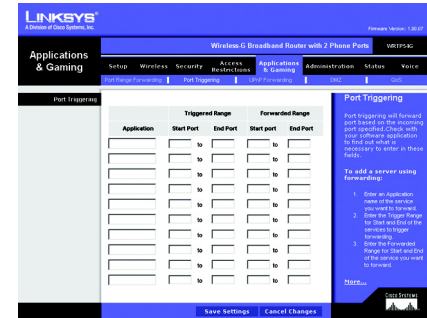 LINKSYS®
A Division of Cisco Systems, Inc.
Firmware Version: 1.00.07
Wireless-G Broadband Router with 2 Phone Ports WRTP54G
Applications & Gaming
Setup Wireless Security Access Restrictions Applications & Gaming Administration Status Voice
Port Range Forwarding Port Triggering UPnP Forwarding DMZ QoS
Port Triggering
Triggered Range Forwarded Range
Application Start Port End Port Start port End Port
to to
to to
to to
to to
to to
to to
to to
to to
to to
to to
Port Triggering
Port triggering will forward
port based on the incoming
port specified.Check with
your software application
to find out what is
necessary to enter in these
fields.
To add a server using
forwarding:
1. Enter an Application
name of the service
you want to forward.
2. Enter the Trigger Range
for Start and End of the
services to trigger
forwarding.
3. Enter the Forwarded
Range for Start and End
of the service you want
to forward.
More...
Save Settings Cancel Changes
CISCO SYSTEMS